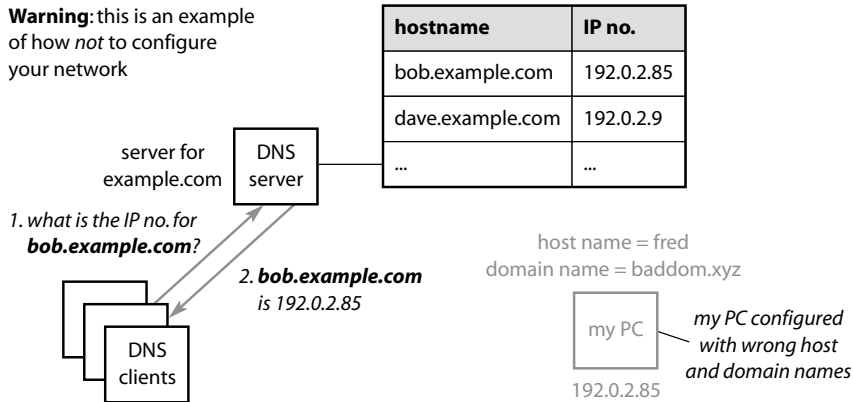 Warning: this is an example
of how not to configure
your network
hostname IP no.
bob.example.com 192.0.2.85
dave.example.com 192.0.2.9
... ...
server for
example.com
DNS
server
1. what is the IP no. for
bob.example.com?
2. bob.example.com
is 192.0.2.85
DNS
clients
host name = fred
domain name = baddom.xyz
my PC
192.0.2.85
my PC configured
with wrong host
and domain names